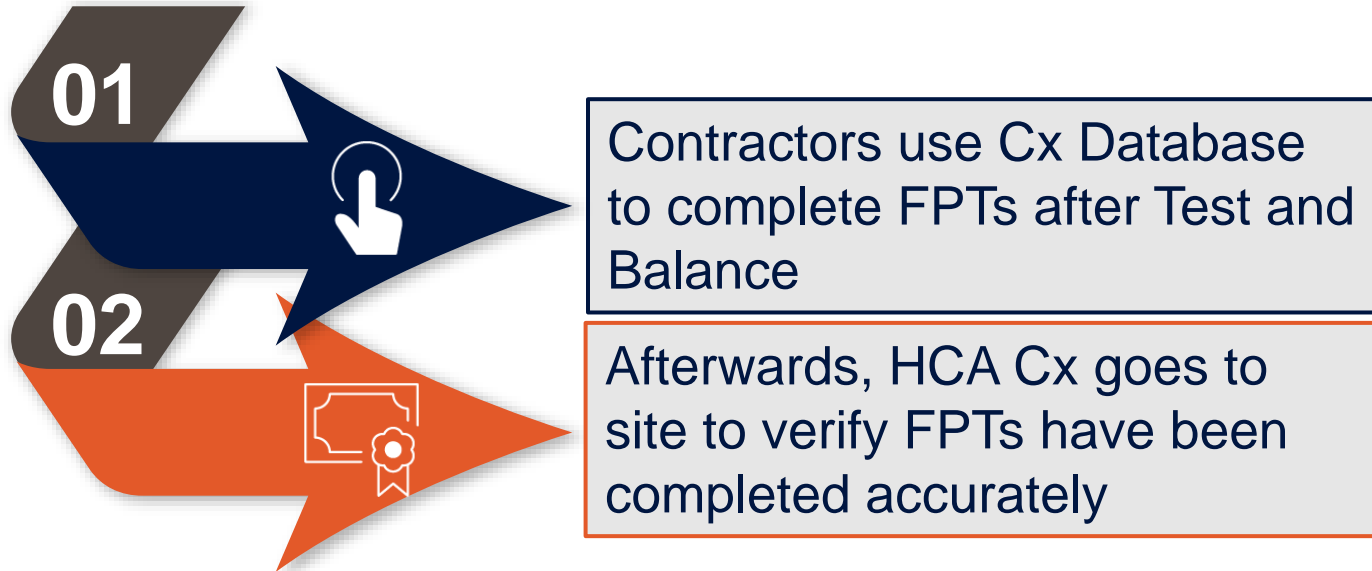 01
Contractors use Cx Database
to complete FPTs after Test and
Balance
02
Afterwards, HCA Cx goes to
site to verify FPTs have been
completed accurately